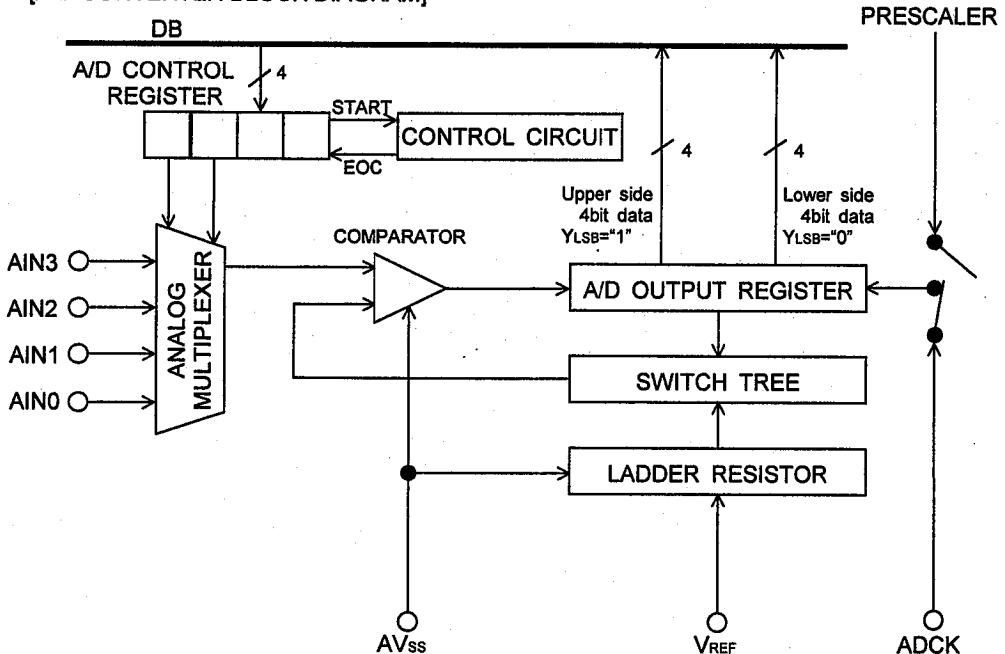 PRESCALER
DB
A/D CONTROL
REGISTER
4
START
CONTROL CIRCUIT
EOC
4
4
Upper side
4bit data
YLSB="1"
Lower side
4bit data
YLSB="0"
COMPARATOR
AIN3
AIN2
AIN1
AIN0
ANALOG
MULTIPLEXER
A/D OUTPUT REGISTER
SWITCH TREE
LADDER RESISTOR
AVSS
VREF
ADCK